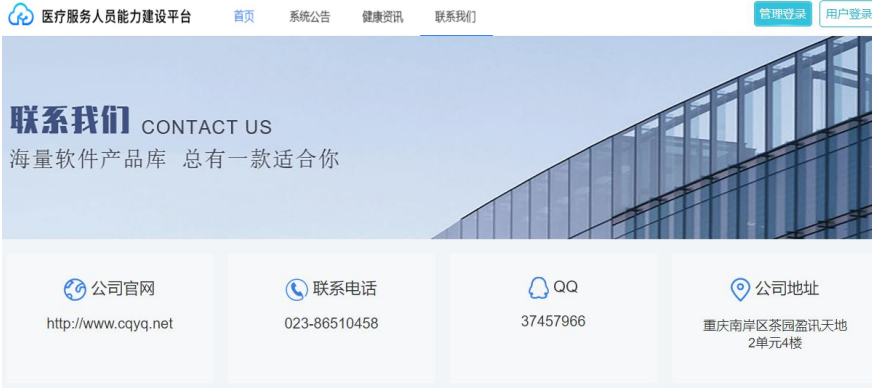 医疗服务人员能力建设平台 首页 系统公告 健康资讯 联系我们 管理登录 用户登录
联系我们 CONTACT US
海量软件产品库 总有一款适合你
公司官网 联系电话 QQ 公司地址
http://www.cqyq.net 023-86510458 37457966 重庆南岸区茶园盈讯天地
2单元4楼